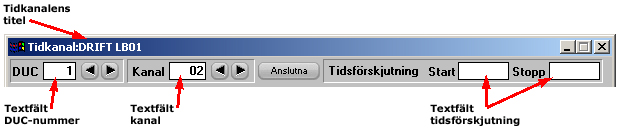 Tidkanalens
titel
Tidkanal:DRIFT LB01
DUC 1 Kanal 02 Anslutna Tidsförskjutning Start Stopp
Textfält
DUC-nummer
Textfält
kanal
Textfält
tidsförskjutning